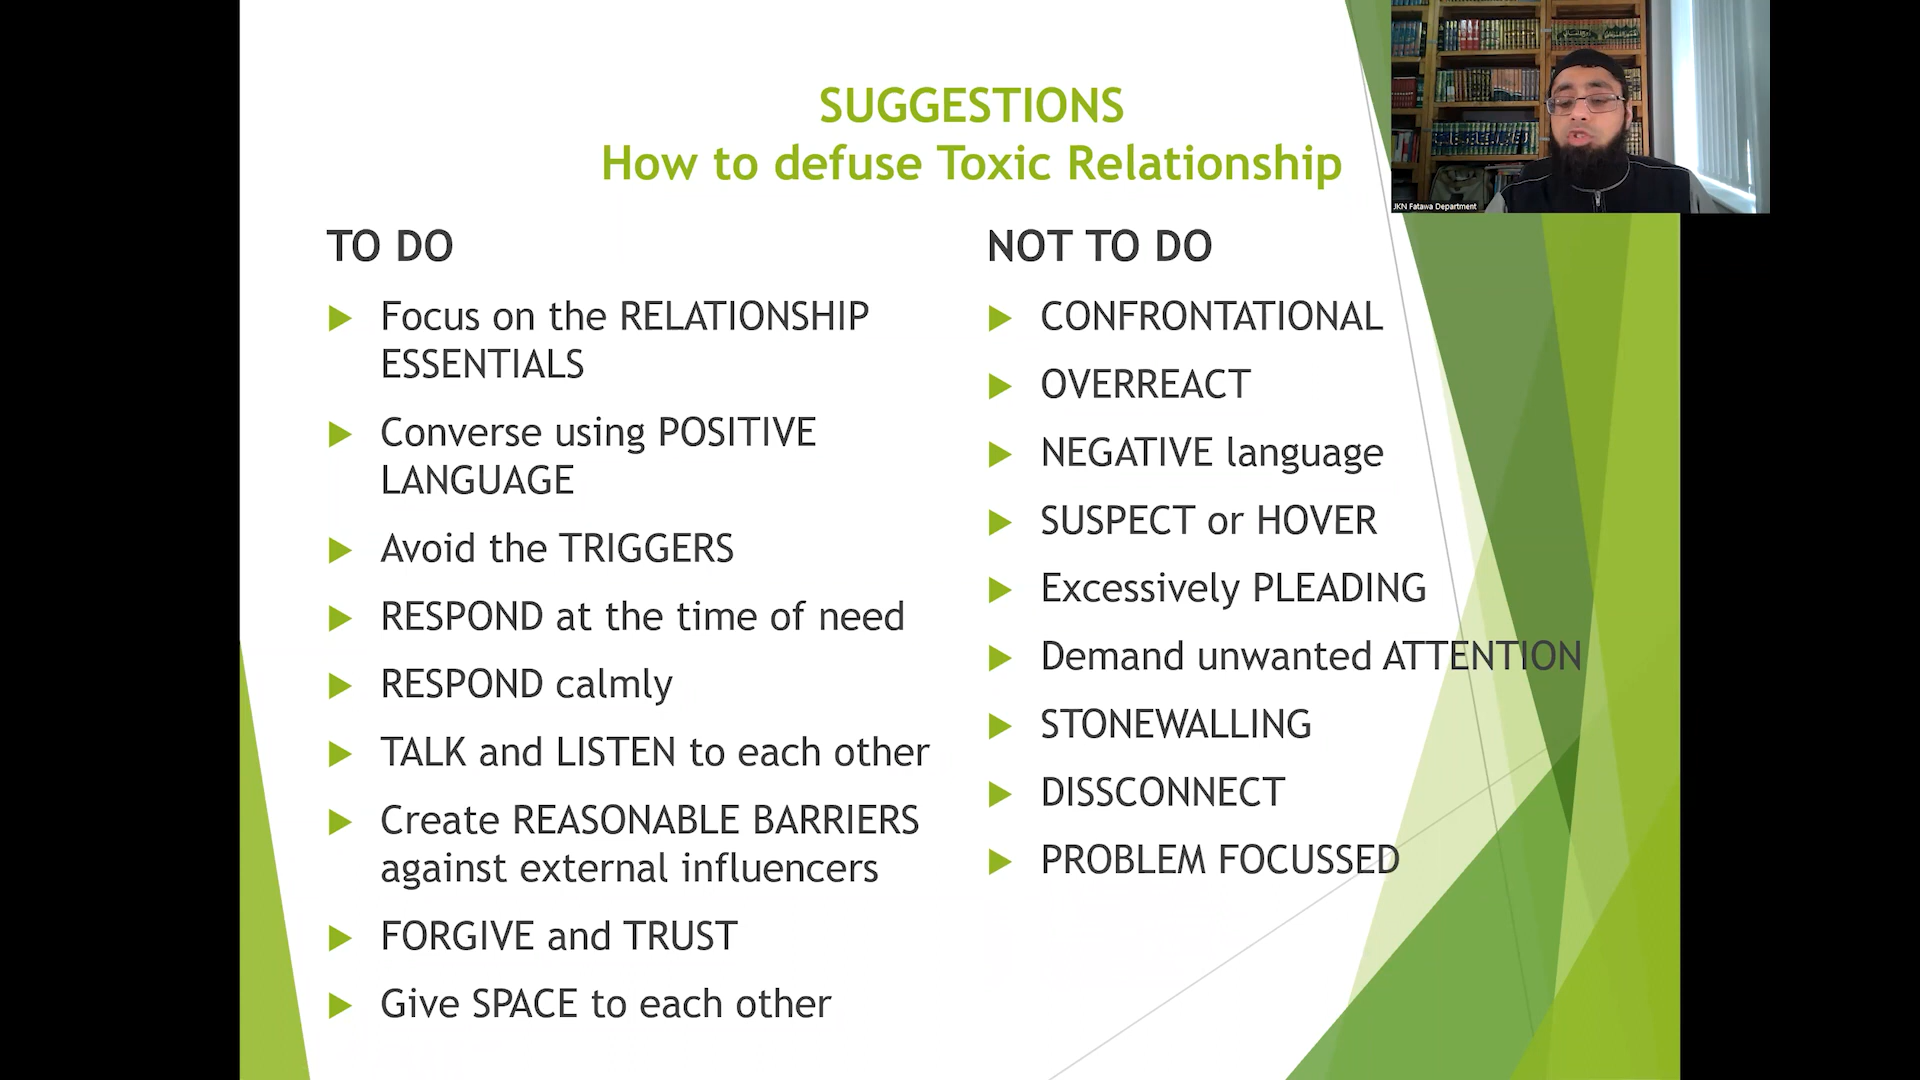 SUGGESTIONS
How to defuse Toxic Relationship
JKN Fatawa Department
TO DO
Focus on the RELATIONSHIP
ESSENTIALS
Converse using POSITIVE
LANGUAGE
Avoid the TRIGGERS
RESPOND at the time of need
RESPOND calmly
TALK and LISTEN to each other
Create REASONABLE BARRIERS
against external influencers
FORGIVE and TRUST
Give SPACE to each other
NOT TO DO
CONFRONTATIONAL
OVERREACT
NEGATIVE language
SUSPECT or HOVER
Excessively PLEADING
Demand unwanted ATTENTION
STONEWALLING
DISSCONNECT
PROBLEM FOCUSSED